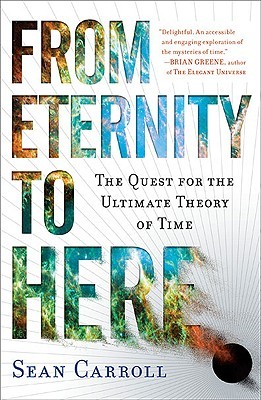 FROM
ETERNITY
TO
HERE
"Delightful. An accessible
and engaging exploration of
the mysteries of time."
—BRIAN GREENE, author
of THE ELEGANT UNIVERSE
THE QUEST FOR THE
ULTIMATE THEORY
OF TIME
SEAN CARROLL